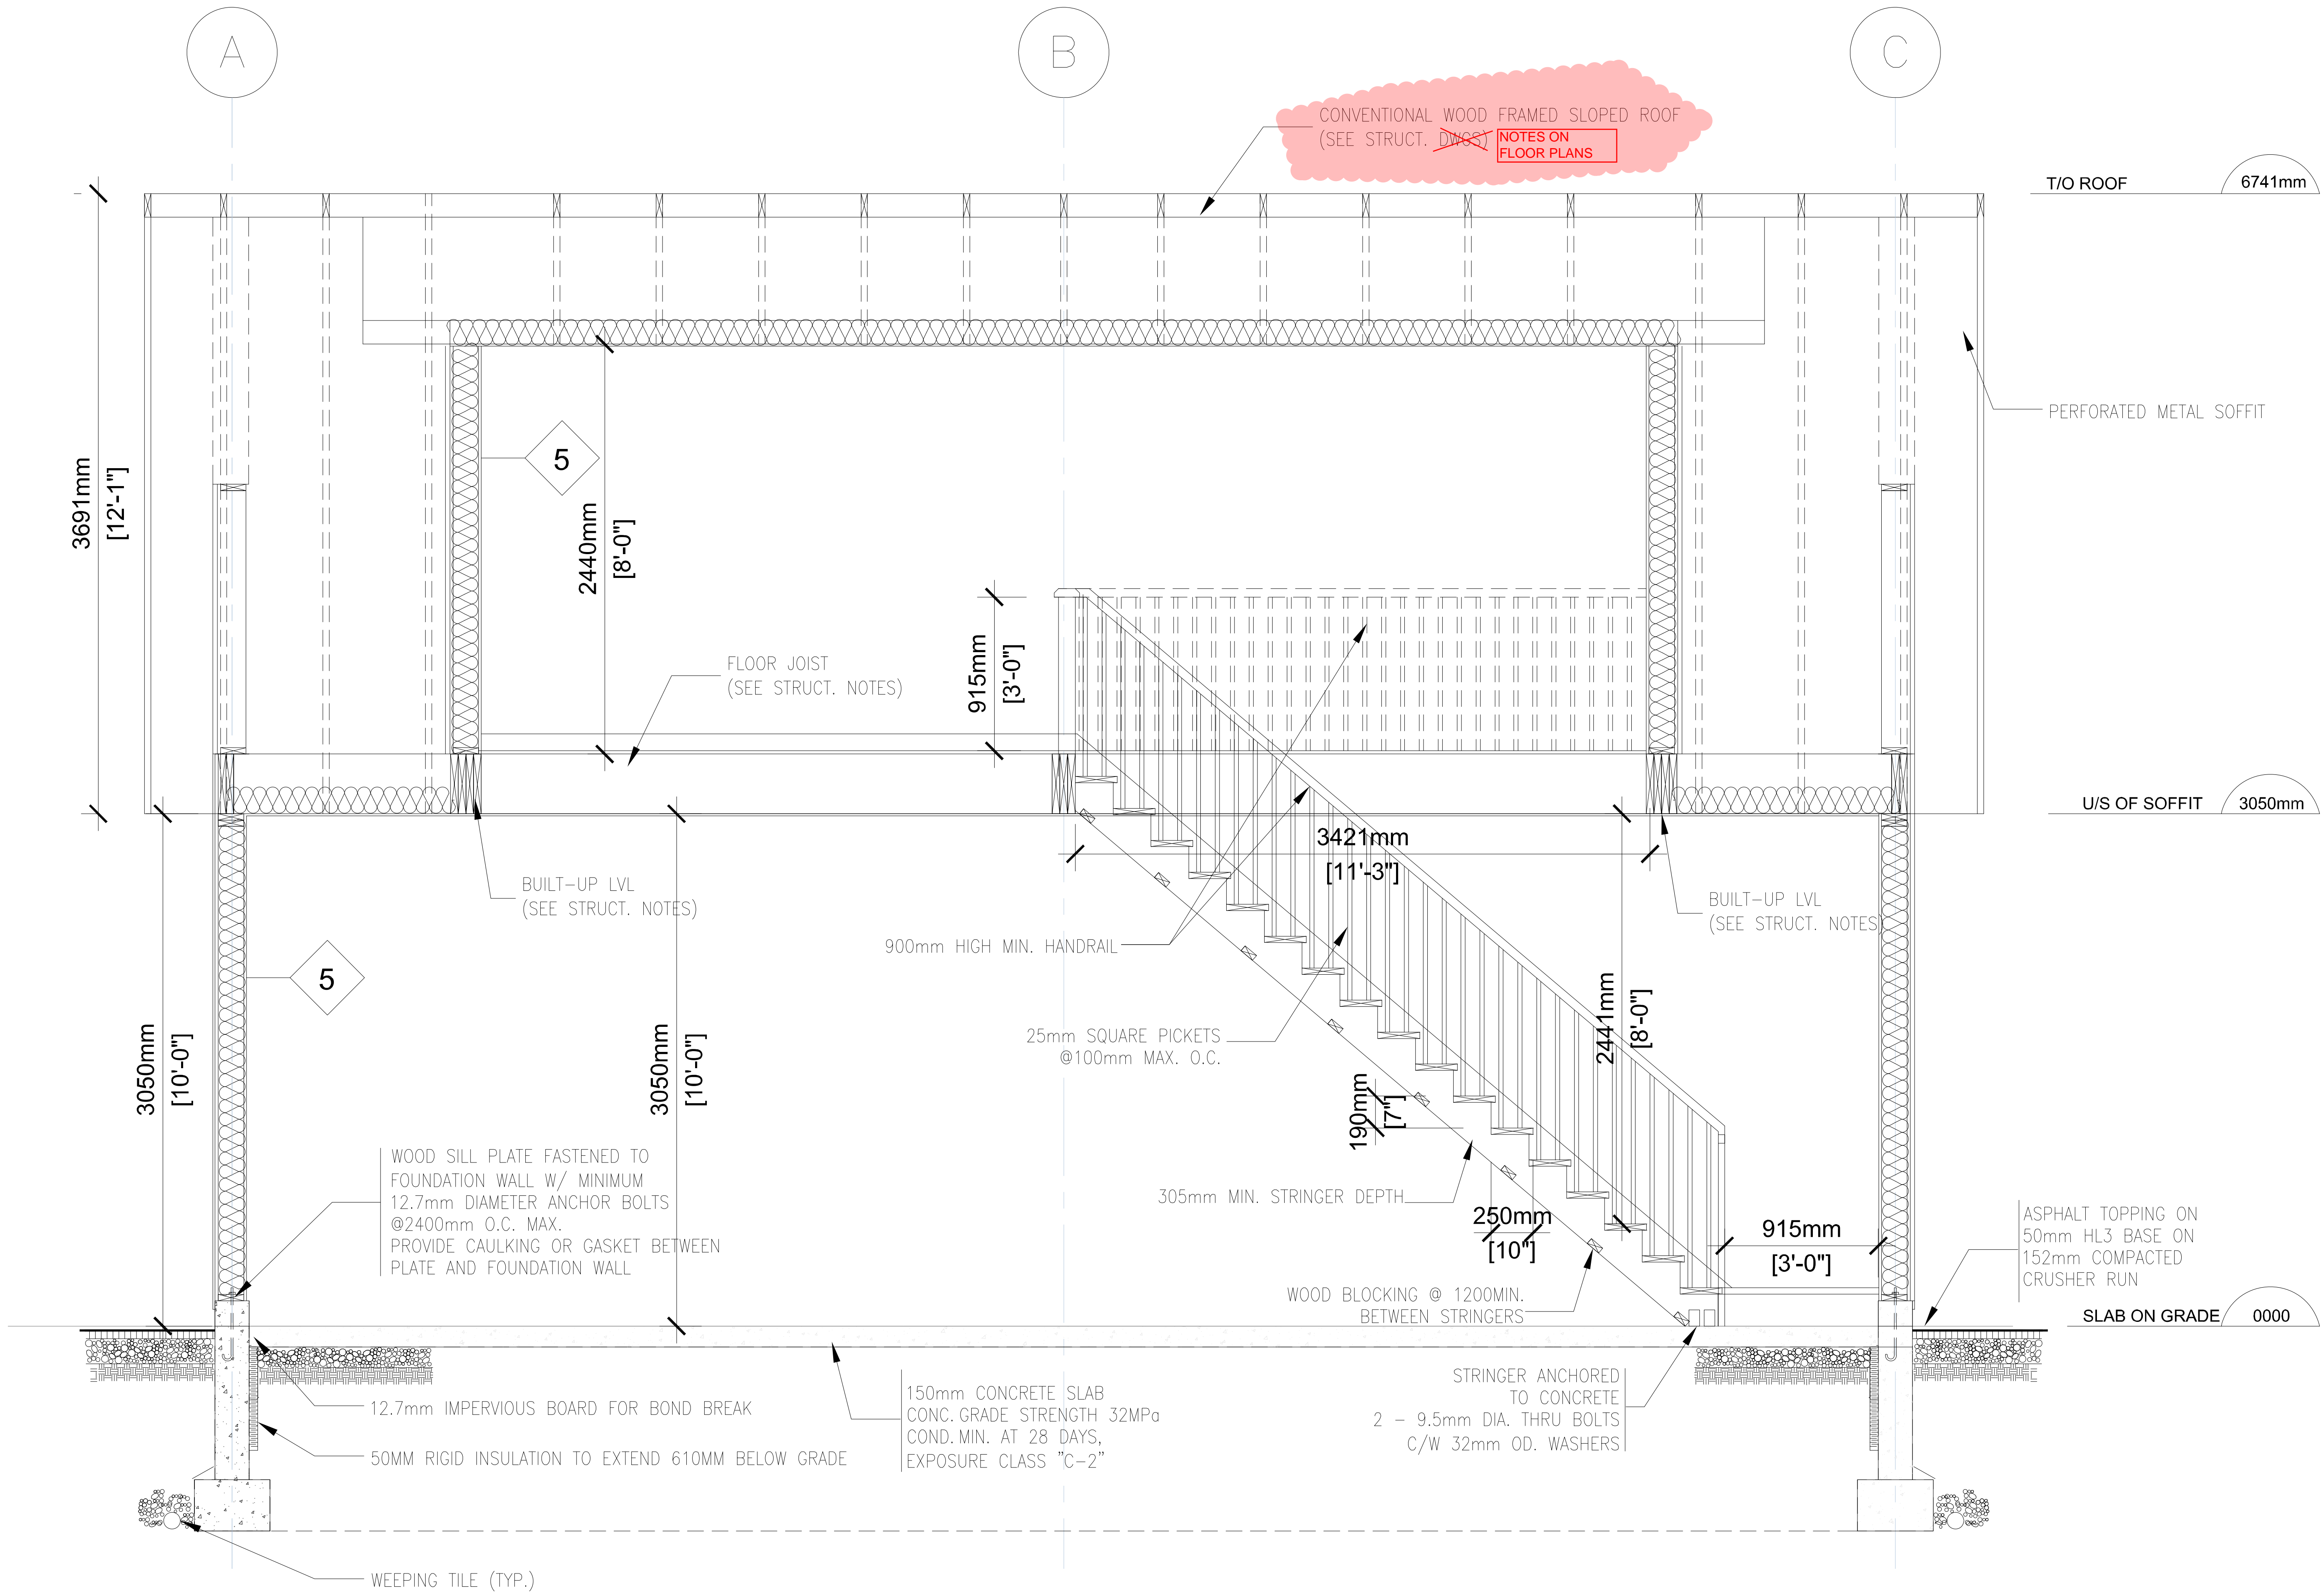 A
B
C
CONVENTIONAL WOOD FRAMED SLOPED ROOF
(SEE STRUCT. DWGS)
NOTES ON
FLOOR PLANS
T/O ROOF
6741mm
PERFORATED METAL SOFFIT
3691mm
[12'-1"]
5
2440mm
[8'-0"]
FLOOR JOIST
(SEE STRUCT. NOTES)
915mm
[3'-0"]
U/S OF SOFFIT
3050mm
3421mm
[11'-3"]
BUILT-UP LVL
(SEE STRUCT. NOTES)
BUILT-UP LVL
(SEE STRUCT. NOTES)
900mm HIGH MIN. HANDRAIL
5
25mm SQUARE PICKETS
@100mm MAX. O.C.
2441mm
[8'-0"]
3050mm
[10'-0"]
3050mm
[10'-0"]
190mm
[7"]
WOOD SILL PLATE FASTENED TO
FOUNDATION WALL W/ MINIMUM
12.7mm DIAMETER ANCHOR BOLTS
@2400mm O.C. MAX.
PROVIDE CAULKING OR GASKET BETWEEN
PLATE AND FOUNDATION WALL
305mm MIN. STRINGER DEPTH
250mm
[10"]
915mm
[3'-0"]
ASPHALT TOPPING ON
50mm HL3 BASE ON
152mm COMPACTED
CRUSHER RUN
WOOD BLOCKING @ 1200MIN.
BETWEEN STRINGERS
SLAB ON GRADE
0000
12.7mm IMPERVIOUS BOARD FOR BOND BREAK
50MM RIGID INSULATION TO EXTEND 610MM BELOW GRADE
150mm CONCRETE SLAB
CONC. GRADE STRENGTH 32MPa
COND. MIN. AT 28 DAYS,
EXPOSURE CLASS "C-2"
STRINGER ANCHORED
TO CONCRETE
2 - 9.5mm DIA. THRU BOLTS
C/W 32mm OD. WASHERS
WEEPING TILE (TYP.)